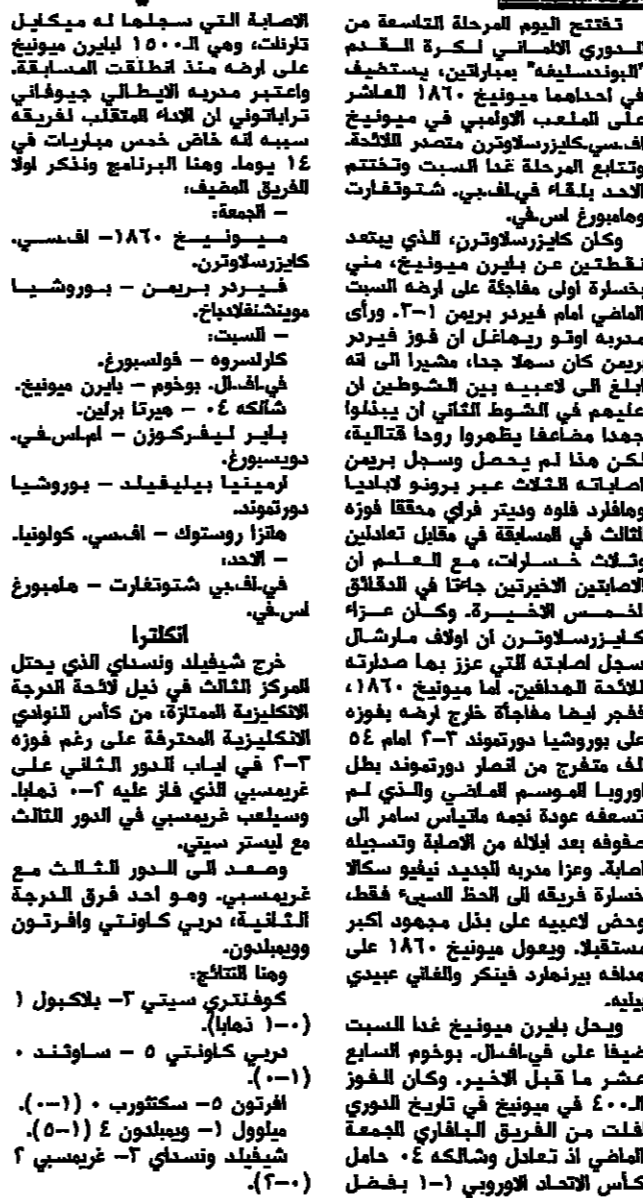 تفتتح اليوم المرحلة التاسعة من
الدوري الالماني لكرة القدم
"البوندسليغه" بمباراتين، يستضيف
في احداهما ميونيخ ١٨٦٠ العاشر
على الملعب الاولمبي في ميونيخ
اف.سي.كايزرسلاوترن متصدر اللائحة.
وتتابع المرحلة غدا السبت وتختتم
الاحد بلقاء في.اف.بي. شتوتغارت
وهامبورغ اس.في.
وكان كايزرسلاوترن، الذي يبتعد
نقطتين عن بايرن ميونيخ، مني
بخسارة اولى مفاجئة على ارضه السبت
الماضي امام فيردر بريمن ١-٣. ورأى
مدربه اوتو ريهاغل ان فوز فيردر
بريمن كان سهلا جدا، مشيرا الى انه
ابلغ الى لاعبيه بين الشوطين ان
عليهم في الشوط الثاني ان يبذلوا
جهدا مضاعفا يظهروا روحا قتالية،
لكن هذا لم يحصل وسجل بريمن
اصاباته الثلاث عبر برونو لاباديا
وهافارد فلوه وديتر فراي محققا فوزه
الثالث في المسابقة في مقابل تعادلين
وثلاث خسارات، مع العلم ان
الاصابتين الاخيرتين جاءتا في الدقائق
الخمس الاخيرة. وكان عزاء
كايزرسلاوترن ان اولاف مارشال
سجل اصابته التي عزز بها صدارته
للائحة الهدافين. اما ميونيخ ١٨٦٠،
ففجر ايضا مفاجأة خارج ارضه بفوزه
على بوروشيا دورتموند ٣-٢ امام ٥٤
الف متفرج من انصار دورتموند بطل
اوروبا الموسم الماضي والذي لم
تسعفه عودة نجمه ماتياس سامر الى
صفوفه بعد ابلاله من الاصابة وتسجيله
اصابة. وعزا مدربه الجديد نيفيو سكالا
خسارة فريقه الى الحظ السيىء فقط،
وحض لاعبيه على بذل مجهود اكبر
مستقبلا. ويعول ميونيخ ١٨٦٠ على
هدافه بيرنهارد فينكر والغاني عبيدي
بيليه.
ويحل بايرن ميونيخ غدا السبت
ضيفا على في.اف.ال. بوخوم السابع
عشر ما قبل الاخير. وكان الفوز
الـ٤٠٠ في ميونيخ في تاريخ الدوري
افلت من الفريق البافاري الجمعة
الماضي اذ تعادل وشالكه ٠٤ حامل
كأس الاتحاد الاوروبي ١-١ بفضل
الاصابة التي سجلها له ميكايل
تارنات، وهي الـ١٥٠٠ لبايرن ميونيخ
على ارضه منذ انطلقت المسابقة.
واعتبر مدربه الايطالي جيوفاني
تراباتوني ان الاداء المتقلب لفريقه
سببه انه خاض خمس مباريات في
١٤ يوما. وهنا البرنامج ونذكر اولا
الفريق المضيف:
– الجمعة:
ميونيخ ١٨٦٠– اف.سي.
كايزرسلاوترن.
فيردر بريمن – بوروشيا
موينشنغلادباخ.
– السبت:
كارلسروه – فولسبورغ.
في.اف.ال. بوخوم – بايرن ميونيخ.
شالكه ٠٤ – هيرتا برلين.
باير ليفركوزن – ام.اس.في.
دويسبورغ.
ارمينيا بيليفيلد – بوروشيا
دورتموند.
هانزا روستوك – اف.سي. كولونيا.
– الاحد:
في.اف.بي شتوتغارت – هامبورغ
اس.في.
انكلترا
خرج شيفيلد ونسداي الذي يحتل
المركز الثالث في ذيل لائحة الدرجة
الانكليزية الممتازة، من كأس النوادي
الانكليزية المحترفة على رغم فوزه
٣-٢ في اياب الدور الثاني على
غريمسبي الذي فاز عليه ٢-٠ ذهابا.
وسيلعب غريمسبي في الدور الثالث
مع ليستر سيتي.
وصعد الى الدور الثالث مع
غريمسبي. وهو احد فرق الدرجة
الثانية، دربي كاونتي وافرتون
وويمبلدون.
وهنا النتائج:
كوفنتري سيتي ٣– بلاكبول ١
(٠-١ ذهابا).
دربي كاونتي ٥ – ساوثند ٠
(١-٠).
افرتون ٥– سكنثورب ٠ (١-٠).
ميلوول ١– ويمبلدون ٤ (١-٥).
شيفيلد ونسداي ٣– غريمسبي ٢
(٠-٢).